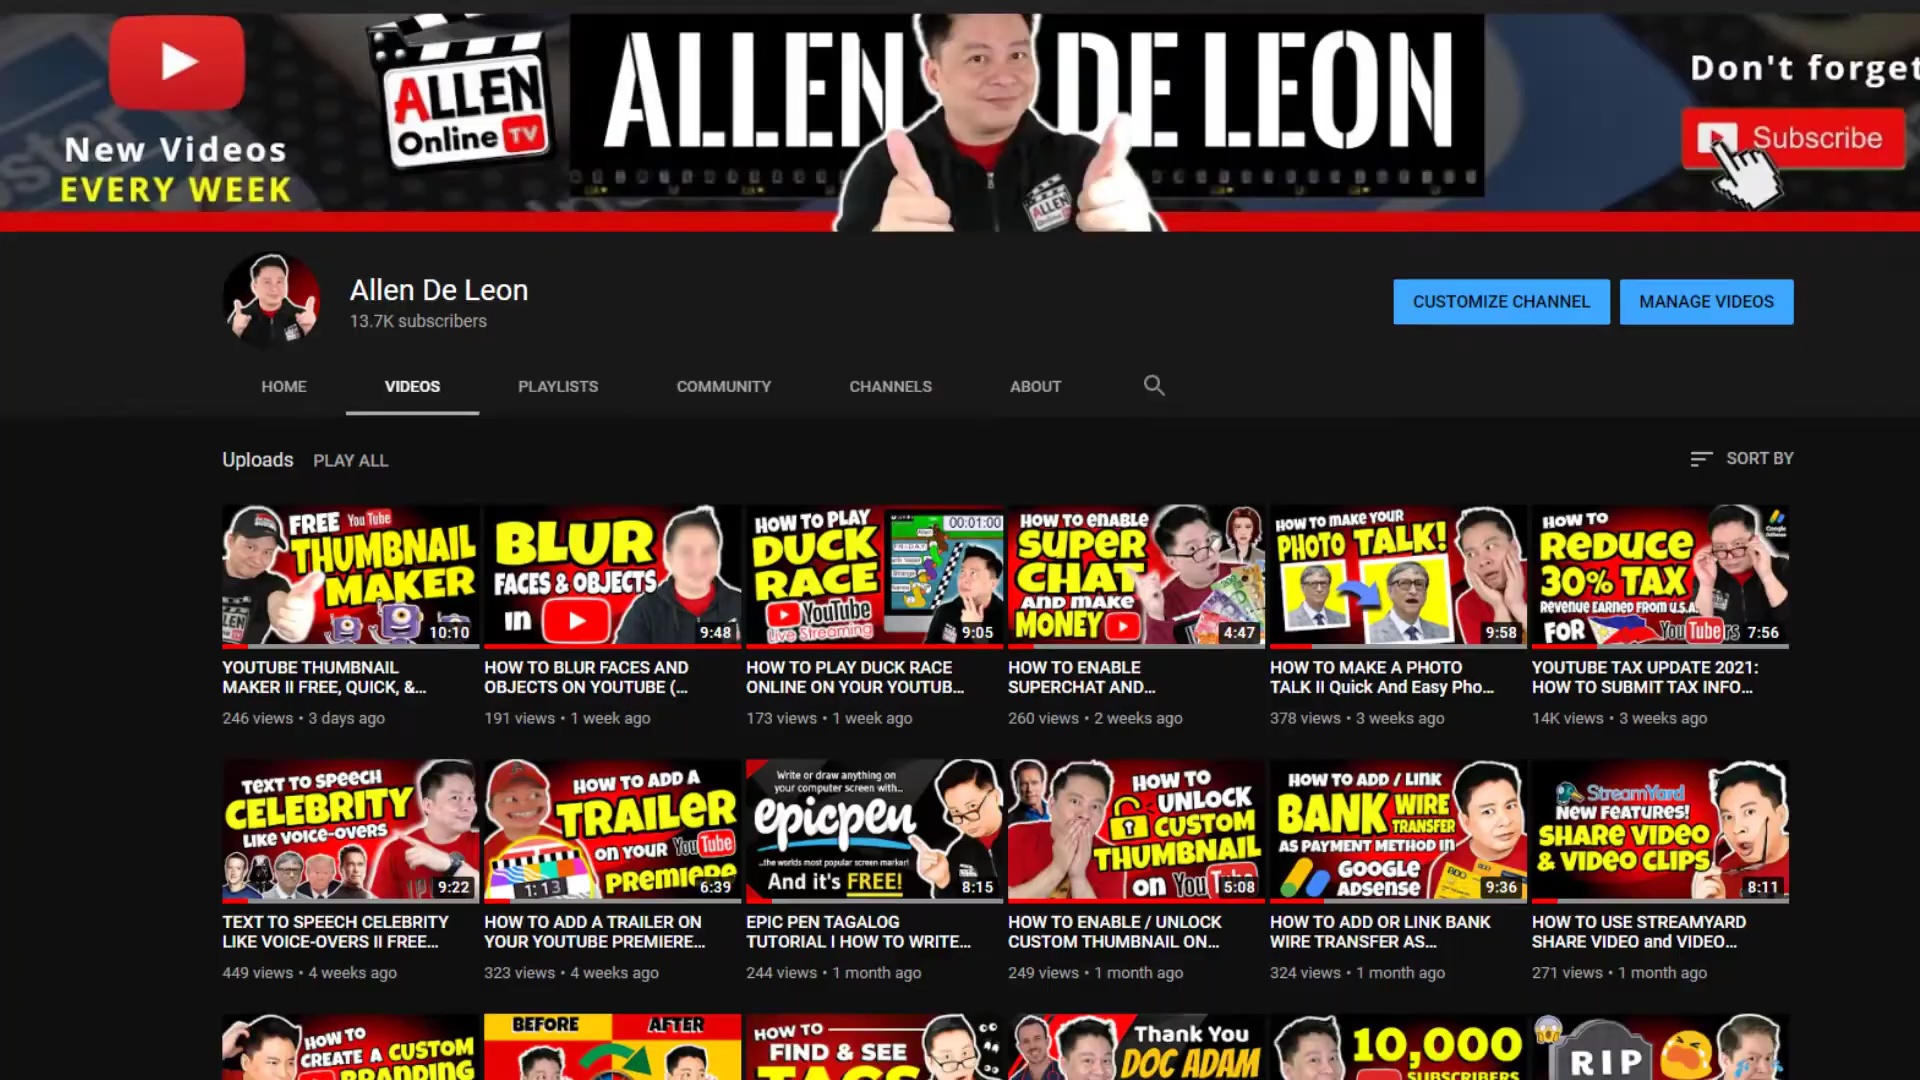 New Videos
EVERY WEEK
ALLEN
Online TV
ALLEN DE LEON
ALLEN
Online
Don't forget
Subscribe
Allen De Leon
13.7K subscribers
CUSTOMIZE CHANNEL
MANAGE VIDEOS
HOME
VIDEOS
PLAYLISTS
COMMUNITY
CHANNELS
ABOUT
Uploads
PLAY ALL
SORT BY
FREE YouTube
THUMBNAIL
MAKER
10:10
YOUTUBE THUMBNAIL
MAKER II FREE, QUICK, &...
246 views • 3 days ago
BLUR
FACES & OBJECTS
in
9:48
HOW TO BLUR FACES AND
OBJECTS ON YOUTUBE (...
191 views • 1 week ago
HOW TO PLAY
DUCK
RACE
YouTube
Live Streaming
00:01:00
9:05
HOW TO PLAY DUCK RACE
ONLINE ON YOUR YOUTUB...
173 views • 1 week ago
HOW TO ENABLE
SUPER
CHAT
AND MAKE
MONEY
4:47
HOW TO ENABLE
SUPERCHAT AND...
260 views • 2 weeks ago
HOW TO MAKE YOUR
PHOTO TALK!
9:58
HOW TO MAKE A PHOTO
TALK II Quick And Easy Pho...
378 views • 3 weeks ago
HOW TO
REDUCE
30% TAX
REVENUE EARNED FROM U.S.A.
FOR YouTubers
7:56
YOUTUBE TAX UPDATE 2021:
HOW TO SUBMIT TAX INFO...
14K views • 3 weeks ago
TEXT TO SPEECH
CELEBRITY
LIKE VOICE-OVERS
9:22
TEXT TO SPEECH CELEBRITY
LIKE VOICE-OVERS II FREE...
449 views • 4 weeks ago
HOW TO ADD A
TRAILER
ON YOUR YouTube
PREMIERE
1:13
6:39
HOW TO ADD A TRAILER ON
YOUR YOUTUBE PREMIERE...
323 views • 4 weeks ago
Write or draw anything on
your computer screen with...
epicpen
...the worlds most popular screen marker!
And it's FREE!
8:15
EPIC PEN TAGALOG
TUTORIAL I HOW TO WRITE...
244 views • 1 month ago
HOW TO
UNLOCK
CUSTOM
THUMBNAIL
on YouTube
5:08
HOW TO ENABLE / UNLOCK
CUSTOM THUMBNAIL ON...
249 views • 1 month ago
HOW TO ADD / LINK
BANK WIRE
TRANSFER
AS PAYMENT METHOD in
GOOGLE
ADSENSE
BDO
9:36
HOW TO ADD OR LINK BANK
WIRE TRANSFER AS...
324 views • 1 month ago
StreamYard
NEW FEATURES!
SHARE VIDEO
& VIDEO CLIPS
8:11
HOW TO USE STREAMYARD
SHARE VIDEO and VIDEO...
271 views • 1 month ago
HOW TO
CREATE A CUSTOM
BRANDING
BEFORE
AFTER
HOW TO
FIND & SEE
TAGS
Thank You
DOC ADAM
10,000
SUBSCRIBERS
RIP